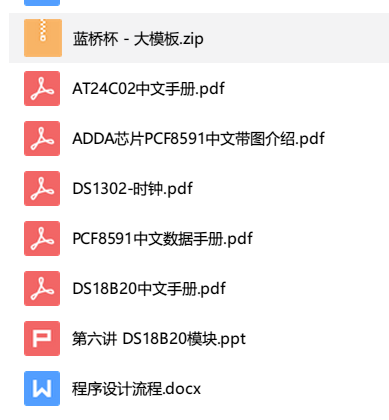 蓝桥杯 - 大模板.zip
AT24C02中文手册.pdf
ADDA芯片PCF8591中文带图介绍.pdf
DS1302-时钟.pdf
PCF8591中文数据手册.pdf
DS18B20中文手册.pdf
第六讲 DS18B20模块.ppt
程序设计流程.docx